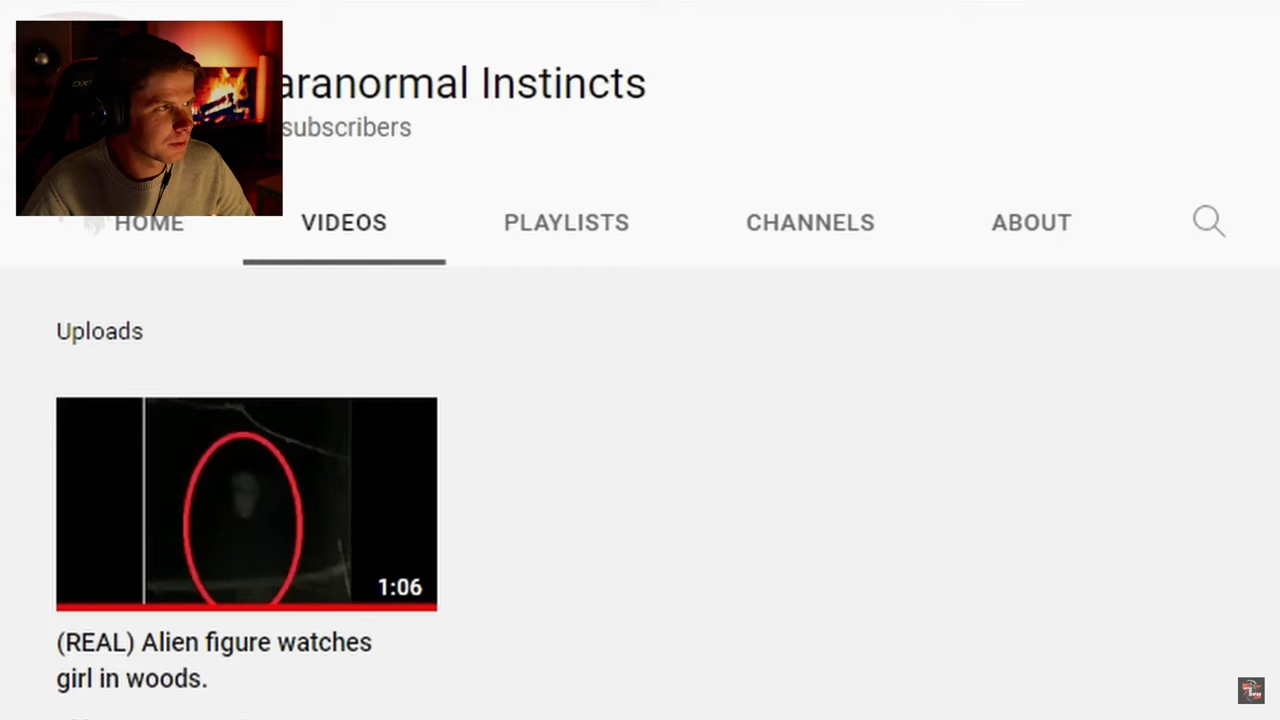 aranormal Instincts
subscribers
HOME VIDEOS PLAYLISTS CHANNELS ABOUT
Uploads
1:06
(REAL) Alien figure watches
girl in woods.